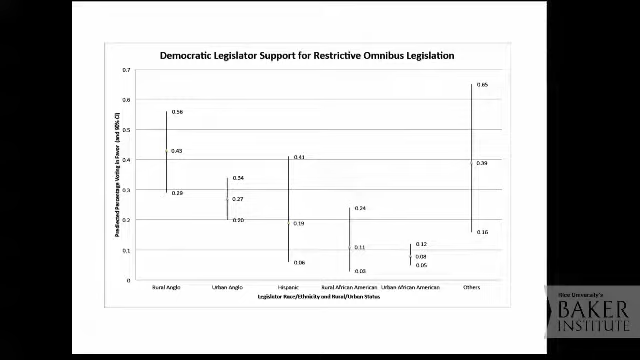 Democratic Legislator Support for Restrictive Omnibus Legislation
Predicted Percentage Voting in Favor (and 90% CI)
0.7
0.6
0.5
0.4
0.3
0.2
0.1
0
0.56
0.43
0.29
0.34
0.27
0.20
0.41
0.19
0.06
0.24
0.11
0.03
0.12
0.08
0.05
0.65
0.39
0.16
Rural Anglo
Urban Anglo
Hispanic
Rural African American
Urban African American
Others
Legislator Race/Ethnicity and Rural/Urban Status
Rice University's
BAKER
INSTITUTE